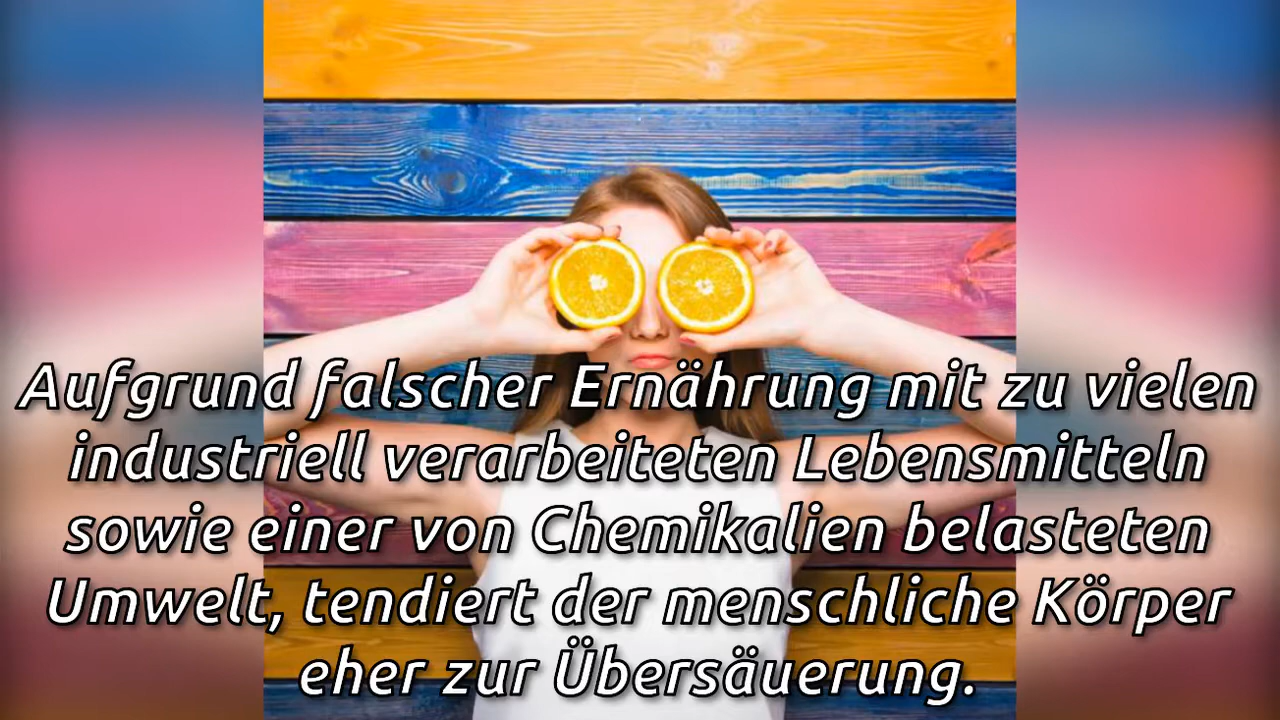 Aufgrund falscher Ernährung mit zu vielen
industriell verarbeiteten Lebensmitteln
sowie einer von Chemikalien belasteten
Umwelt, tendiert der menschliche Körper
eher zur Übersäuerung.